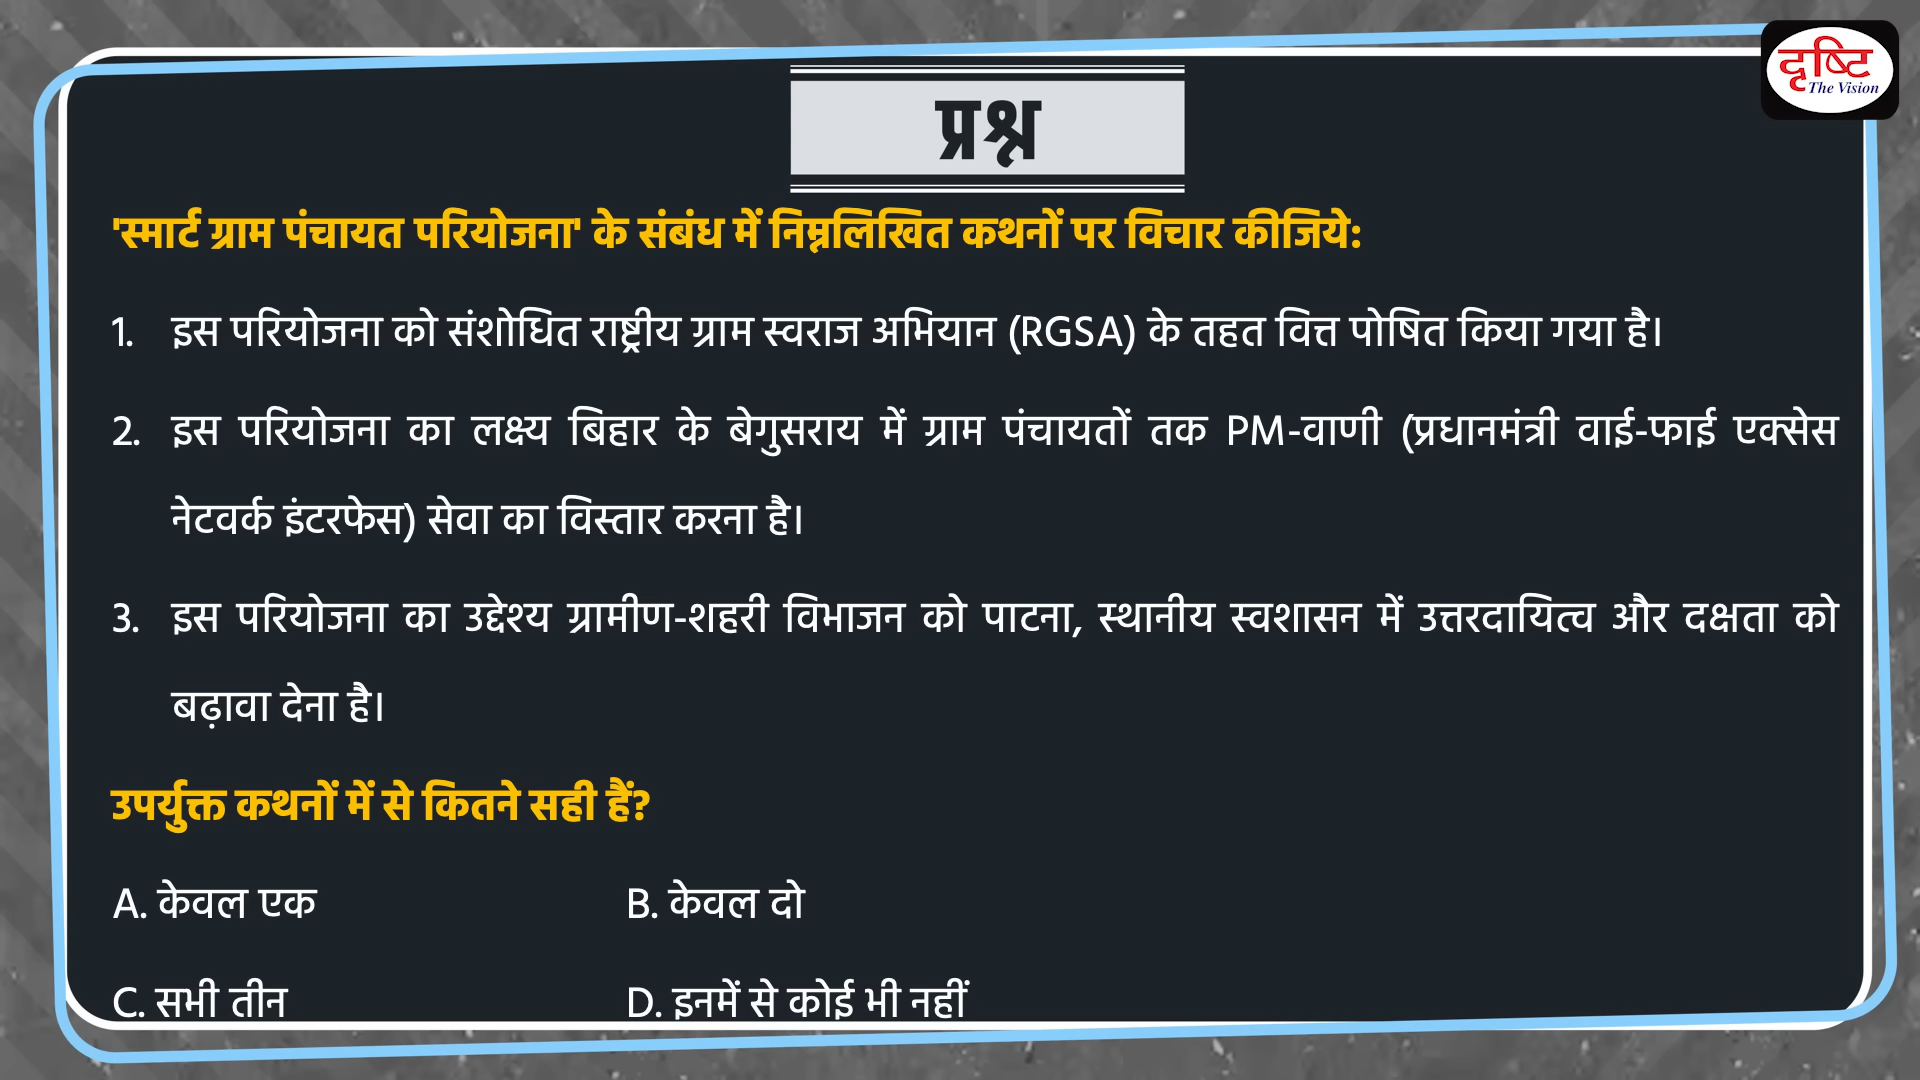 दृष्टि
The Vision
प्रश्न
'स्मार्ट ग्राम पंचायत परियोजना' के संबंध में निम्नलिखित कथनों पर विचार कीजिये:
1. इस परियोजना को संशोधित राष्ट्रीय ग्राम स्वराज अभियान (RGSA) के तहत वित्त पोषित किया गया है।
2. इस परियोजना का लक्ष्य बिहार के बेगुसराय में ग्राम पंचायतों तक PM-वाणी (प्रधानमंत्री वाई-फाई एक्सेस
नेटवर्क इंटरफेस) सेवा का विस्तार करना है।
3. इस परियोजना का उद्देश्य ग्रामीण-शहरी विभाजन को पाटना, स्थानीय स्वशासन में उत्तरदायित्व और दक्षता को
बढ़ावा देना है।
उपर्युक्त कथनों में से कितने सही हैं?
A. केवल एक B. केवल दो
C. सभी तीन D. इनमें से कोई भी नहीं